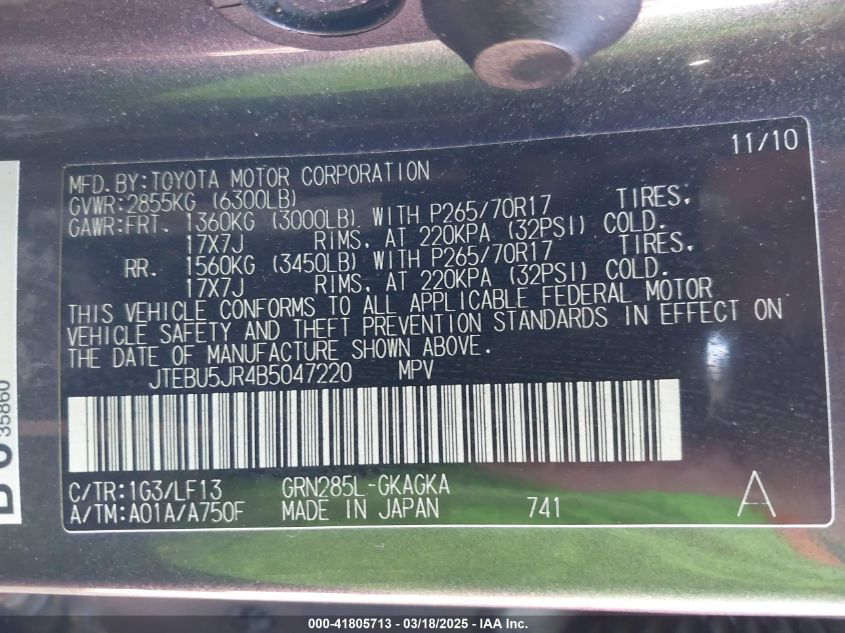 11/10
MFD.BY:TOYOTA MOTOR CORPORATION
GVWR:2855KG (6300LB)
GAWR:FRT. 1360KG (3000LB) WITH P265/70R17 TIRES,
17X7J RIMS, AT 220KPA (32PSI) COLD.
RR. 1560KG (3450LB) WITH P265/70R17 TIRES,
17X7J RIMS, AT 220KPA (32PSI) COLD.
THIS VEHICLE CONFORMS TO ALL APPLICABLE FEDERAL MOTOR
VEHICLE SAFETY AND THEFT PREVENTION STANDARDS IN EFFECT ON
THE DATE OF MANUFACTURE SHOWN ABOVE.
JTEBU5JR4B5047220 MPV
C/TR:1G3/LF13 GRN285L-GKAGKA
A/TM:A01A/A750F MADE IN JAPAN 741 A
35860
000-41805713 - 03/18/2025 - IAA Inc.